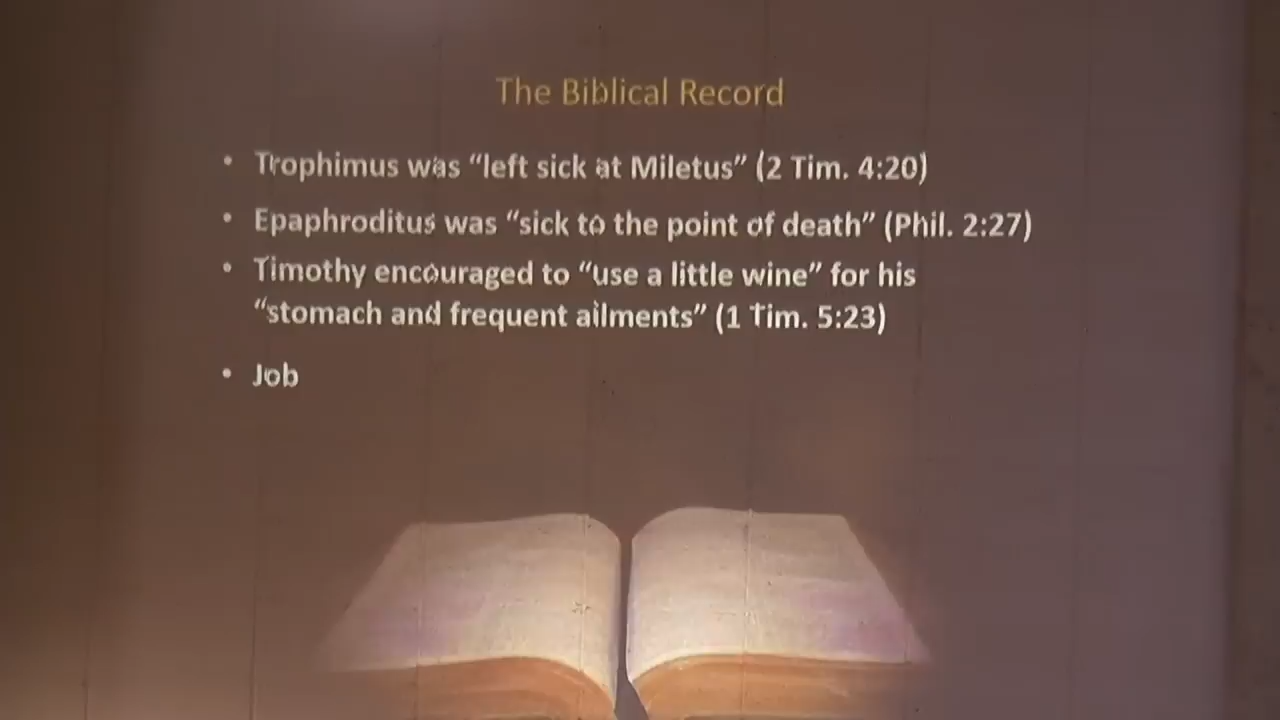 The Biblical Record
• Trophimus was “left sick at Miletus” (2 Tim. 4:20)
• Epaphroditus was “sick to the point of death” (Phil. 2:27)
• Timothy encouraged to “use a little wine” for his
“stomach and frequent ailments” (1 Tim. 5:23)
• Job